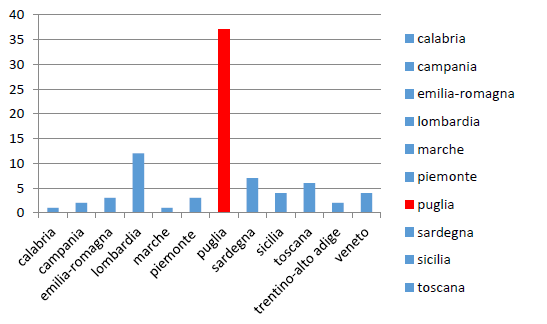 40
35
30
25
20
15
10
5
0
calabria
campania
emilia-romagna
lombardia
marche
piemonte
puglia
sardegna
sicilia
toscana
trentino-alto adige
veneto
calabria
campania
emilia-romagna
lombardia
marche
piemonte
puglia
sardegna
sicilia
toscana